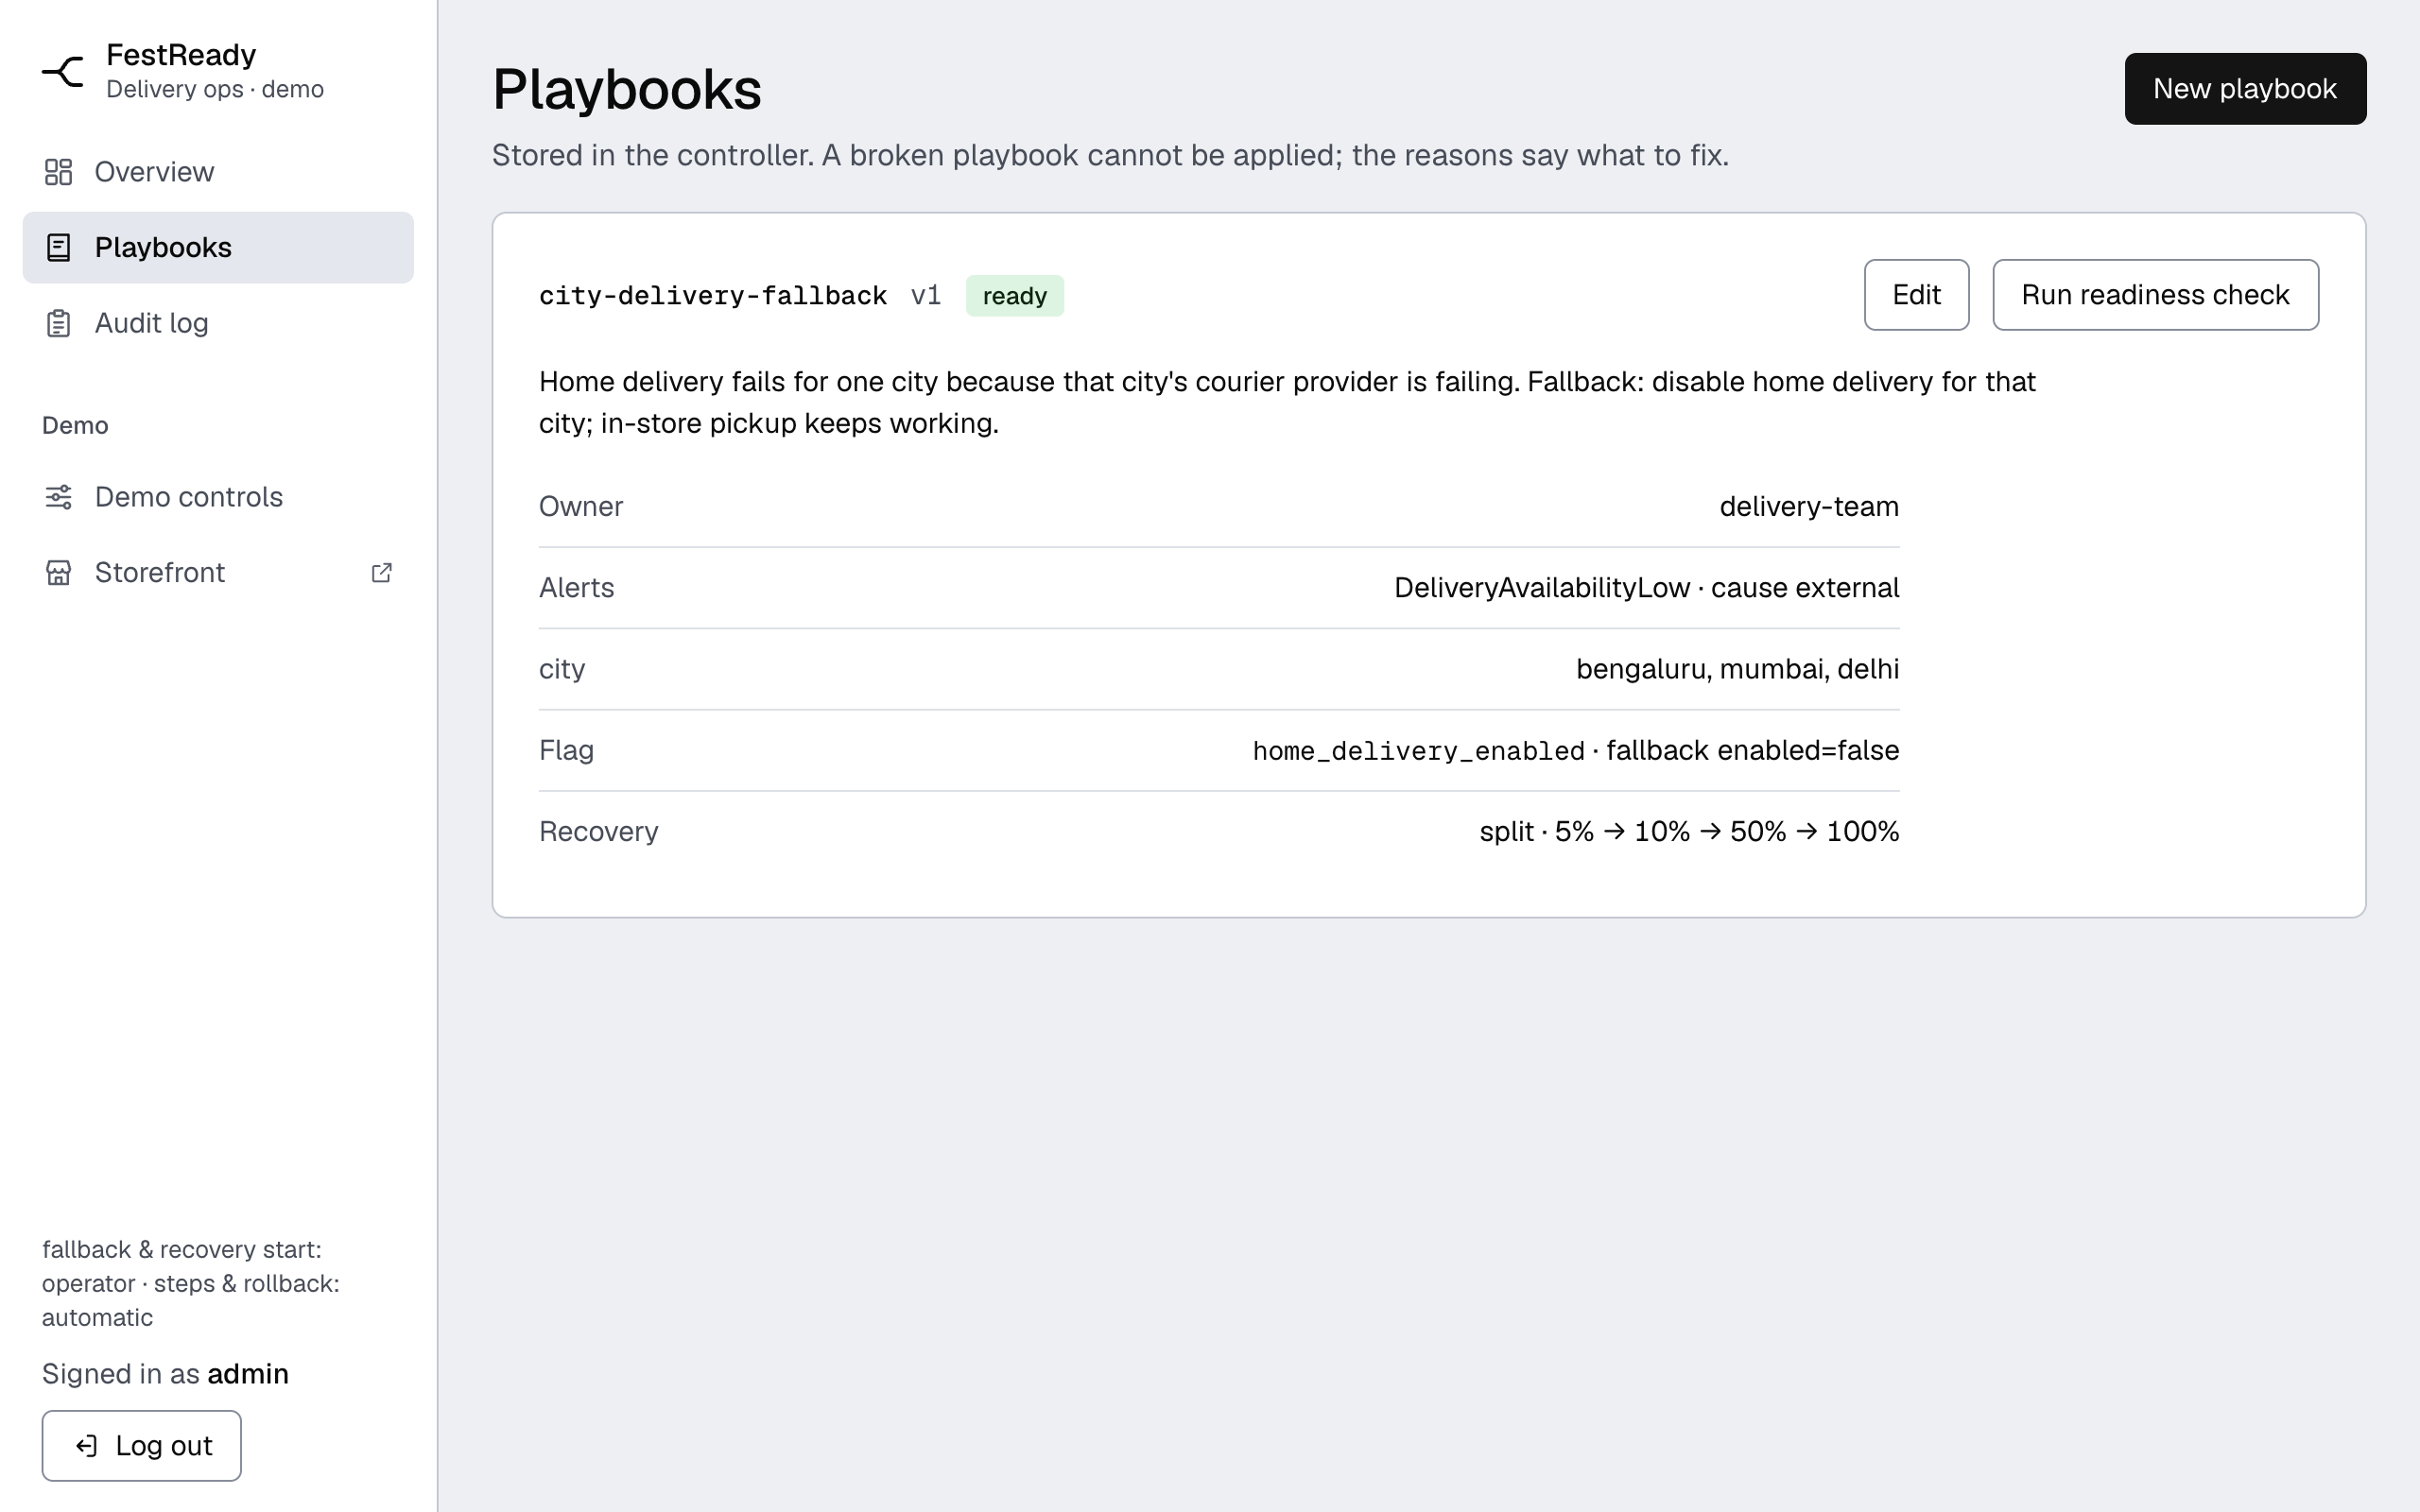 FestReady
Delivery ops · demo
Overview
Playbooks
Audit log
Demo
Demo controls
Storefront
fallback & recovery start:
operator · steps & rollback:
automatic
Signed in as admin
Log out
Playbooks
New playbook
Stored in the controller. A broken playbook cannot be applied; the reasons say what to fix.
city-delivery-fallback v1 ready
Edit
Run readiness check
Home delivery fails for one city because that city's courier provider is failing. Fallback: disable home delivery for that
city; in-store pickup keeps working.
Owner delivery-team
Alerts DeliveryAvailabilityLow · cause external
city bengaluru, mumbai, delhi
Flag home_delivery_enabled · fallback enabled=false
Recovery split · 5% → 10% → 50% → 100%